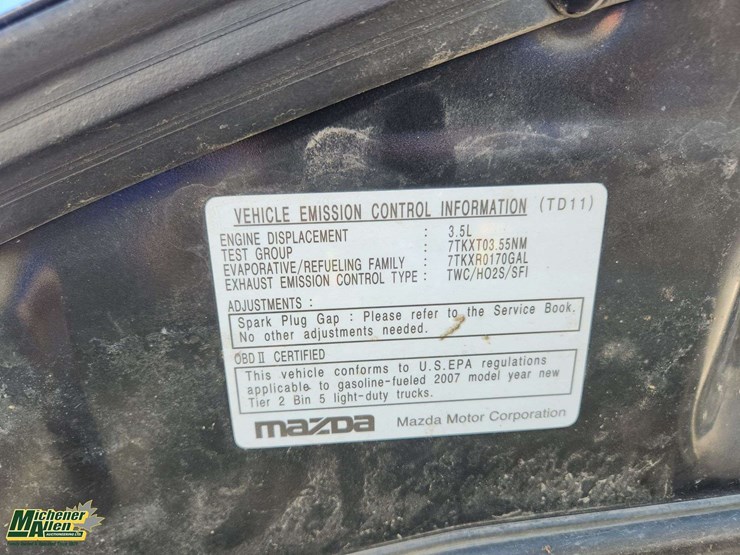 VEHICLE EMISSION CONTROL INFORMATION (TD11)
ENGINE DISPLACEMENT : 3.5L
TEST GROUP : 7TKXT03.55NM
EVAPORATIVE/REFUELING FAMILY : 7TKXR0170GAL
EXHAUST EMISSION CONTROL TYPE : TWC/HO2S/SFI
ADJUSTMENTS :
Spark Plug Gap : Please refer to the Service Book.
No other adjustments needed.
OBD II CERTIFIED
This vehicle conforms to U.S.EPA regulations
applicable to gasoline-fueled 2007 model year new
Tier 2 Bin 5 light-duty trucks.
mazda Mazda Motor Corporation
Michener
Allen
AUCTIONEERING LTD.